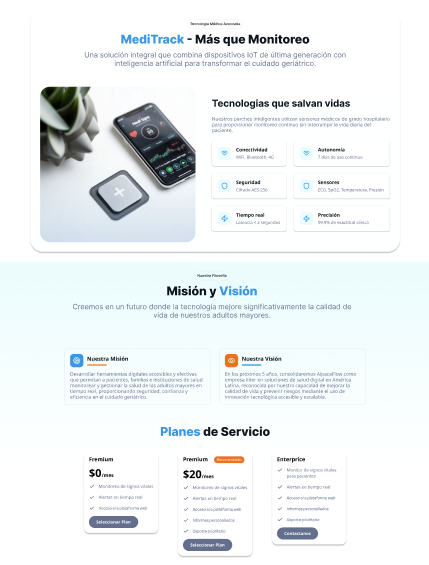 Tecnología Médica Avanzada
MediTrack - Más que Monitoreo
Una solución integral que combina dispositivos IoT de última generación con
inteligencia artificial para transformar el cuidado geriátrico.
Tecnologías que salvan vidas
Nuestros parches inteligentes utilizan sensores médicos de grado hospitalario
para proporcionar monitoreo continuo sin interrumpir la vida diaria del
paciente.
Conectividad
WiFi, Bluetooth, 4G
Autonomía
7 días de uso continuo
Seguridad
Cifrado AES-256
Sensores
ECG, SpO2, Temperatura, Presión
Tiempo real
Latencia < 2 segundos
Precisión
99.9% de exactitud clínica
Nuestra Filosofía
Misión y Visión
Creemos en un futuro donde la tecnología mejore significativamente la calidad de
vida de nuestros adultos mayores.
Nuestra Misión
Desarrollar herramientas digitales accesibles y efectivas
que permitan a pacientes, familias e instituciones de salud
monitorear y gestionar la salud de los adultos mayores en
tiempo real, proporcionando seguridad, confianza y
eficiencia en el cuidado geriátrico.
Nuestra Visión
En los próximos 5 años, consolidarnos AlpacaFlow como
empresa líder en soluciones de salud digital en América
Latina, reconocida por nuestra capacidad de mejorar la
calidad de vida y prevenir riesgos mediante el uso de
innovación tecnológica accesible y escalable.
Planes de Servicio
Premium
$0/mes
Monitoreo de signos vitales
Alertas en tiempo real
Acceso vía plataforma web
Seleccionar Plan
Premium
Recomendado
$20/mes
Monitoreo de signos vitales
Alertas en tiempo real
Acceso vía plataforma web
Informes personalizados
Soporte prioritario
Seleccionar Plan
Enterprice
Monitor de signos vitales
para pacientes
Alertas en tiempo real
Acceso vía plataforma web
Informes personalizados
Soporte prioritario
Contáctanos